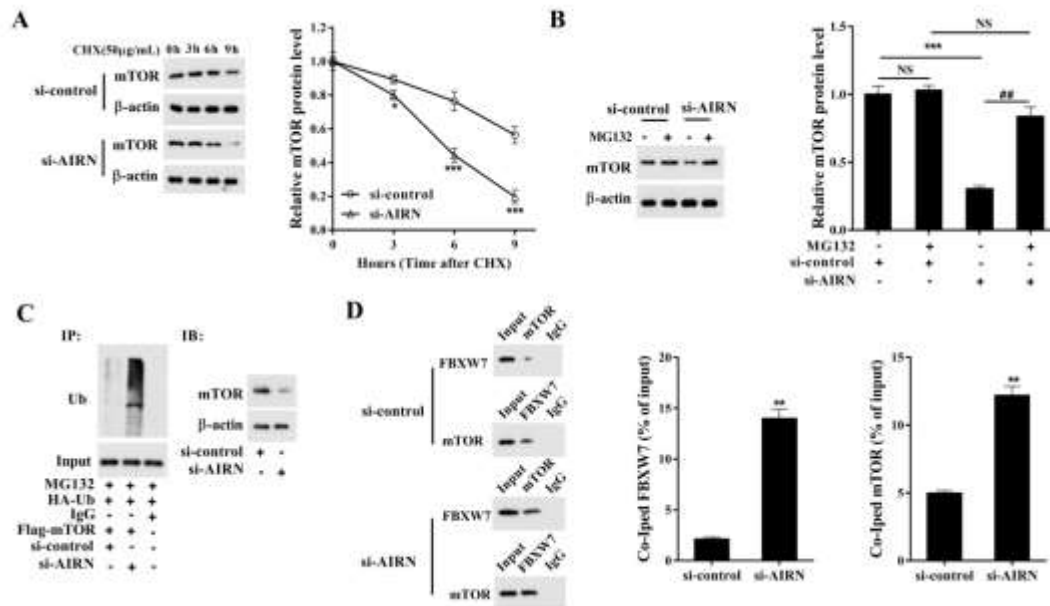 A
CHX(50μg/mL) 0h 3h 6h 9h
si-control
mTOR
β-actin
si-AIRN
mTOR
β-actin
Relative mTOR protein level
1.0
0.8
0.6
0.4
0.2
0 3 6 9
Hours (Time after CHX)
si-control
si-AIRN
*
***
***
B
si-control si-AIRN
MG132 - + - +
mTOR
β-actin
Relative mTOR protein level
1.5
1.0
0.5
0.0
NS
***
NS
##
MG132 - + - +
si-control + + - -
si-AIRN - - + +
C
IP:
Ub
Input
MG132 + + +
HA-Ub + + +
IgG - - +
Flag-mTOR + + -
si-control + - -
si-AIRN - + -
IB:
mTOR
β-actin
si-control + -
si-AIRN - +
D
Input mTOR IgG
FBXW7
si-control
Input FBXW7 IgG
mTOR
Input mTOR IgG
FBXW7
si-AIRN
Input FBXW7 IgG
mTOR
Co-Iped FBXW7 (% of input)
20
15
10
5
0
**
si-control si-AIRN
Co-Iped mTOR (% of input)
15
10
5
0
**
si-control si-AIRN